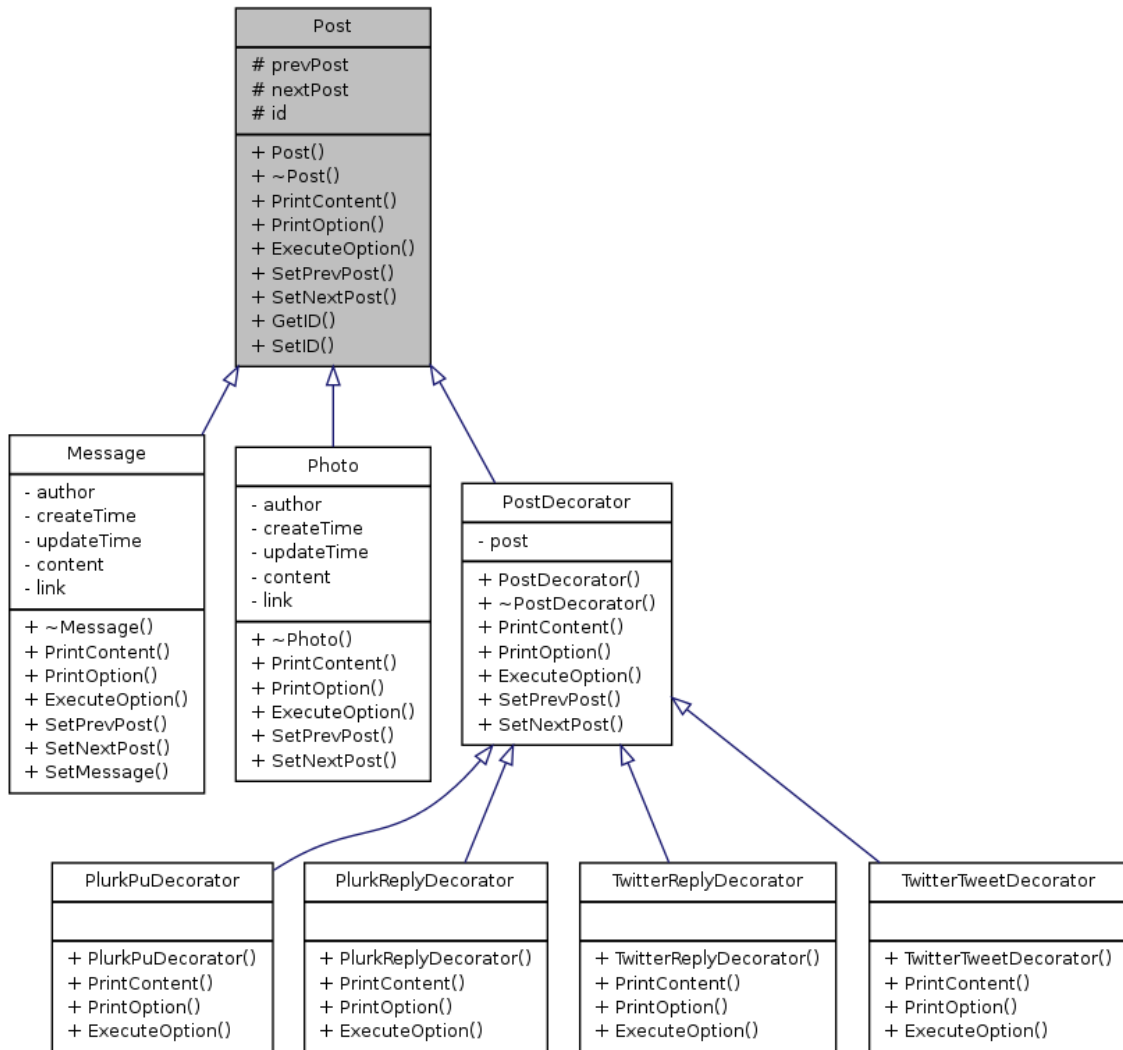 Post
# prevPost
# nextPost
# id
+ Post()
+ ~Post()
+ PrintContent()
+ PrintOption()
+ ExecuteOption()
+ SetPrevPost()
+ SetNextPost()
+ GetID()
+ SetID()
Message
- author
- createTime
- updateTime
- content
- link
+ ~Message()
+ PrintContent()
+ PrintOption()
+ ExecuteOption()
+ SetPrevPost()
+ SetNextPost()
+ SetMessage()
Photo
- author
- createTime
- updateTime
- content
- link
+ ~Photo()
+ PrintContent()
+ PrintOption()
+ ExecuteOption()
+ SetPrevPost()
+ SetNextPost()
PostDecorator
- post
+ PostDecorator()
+ ~PostDecorator()
+ PrintContent()
+ PrintOption()
+ ExecuteOption()
+ SetPrevPost()
+ SetNextPost()
PlurkPuDecorator
+ PlurkPuDecorator()
+ PrintContent()
+ PrintOption()
+ ExecuteOption()
PlurkReplyDecorator
+ PlurkReplyDecorator()
+ PrintContent()
+ PrintOption()
+ ExecuteOption()
TwitterReplyDecorator
+ TwitterReplyDecorator()
+ PrintContent()
+ PrintOption()
+ ExecuteOption()
TwitterTweetDecorator
+ TwitterTweetDecorator()
+ PrintContent()
+ PrintOption()
+ ExecuteOption()